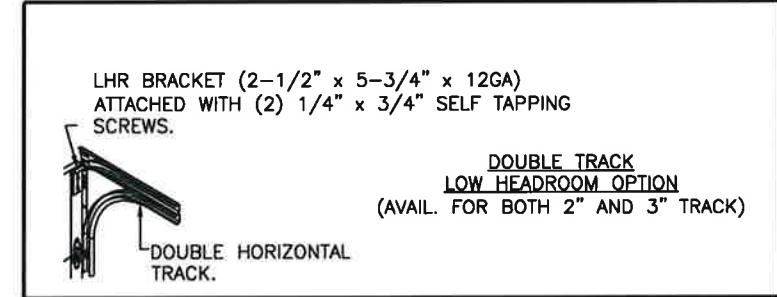 LHR BRACKET (2-1/2" x 5-3/4" x 12GA)
ATTACHED WITH (2) 1/4" x 3/4" SELF TAPPING
SCREWS.
DOUBLE TRACK
LOW HEADROOM OPTION
(AVAIL. FOR BOTH 2" AND 3" TRACK)
DOUBLE HORIZONTAL
TRACK.